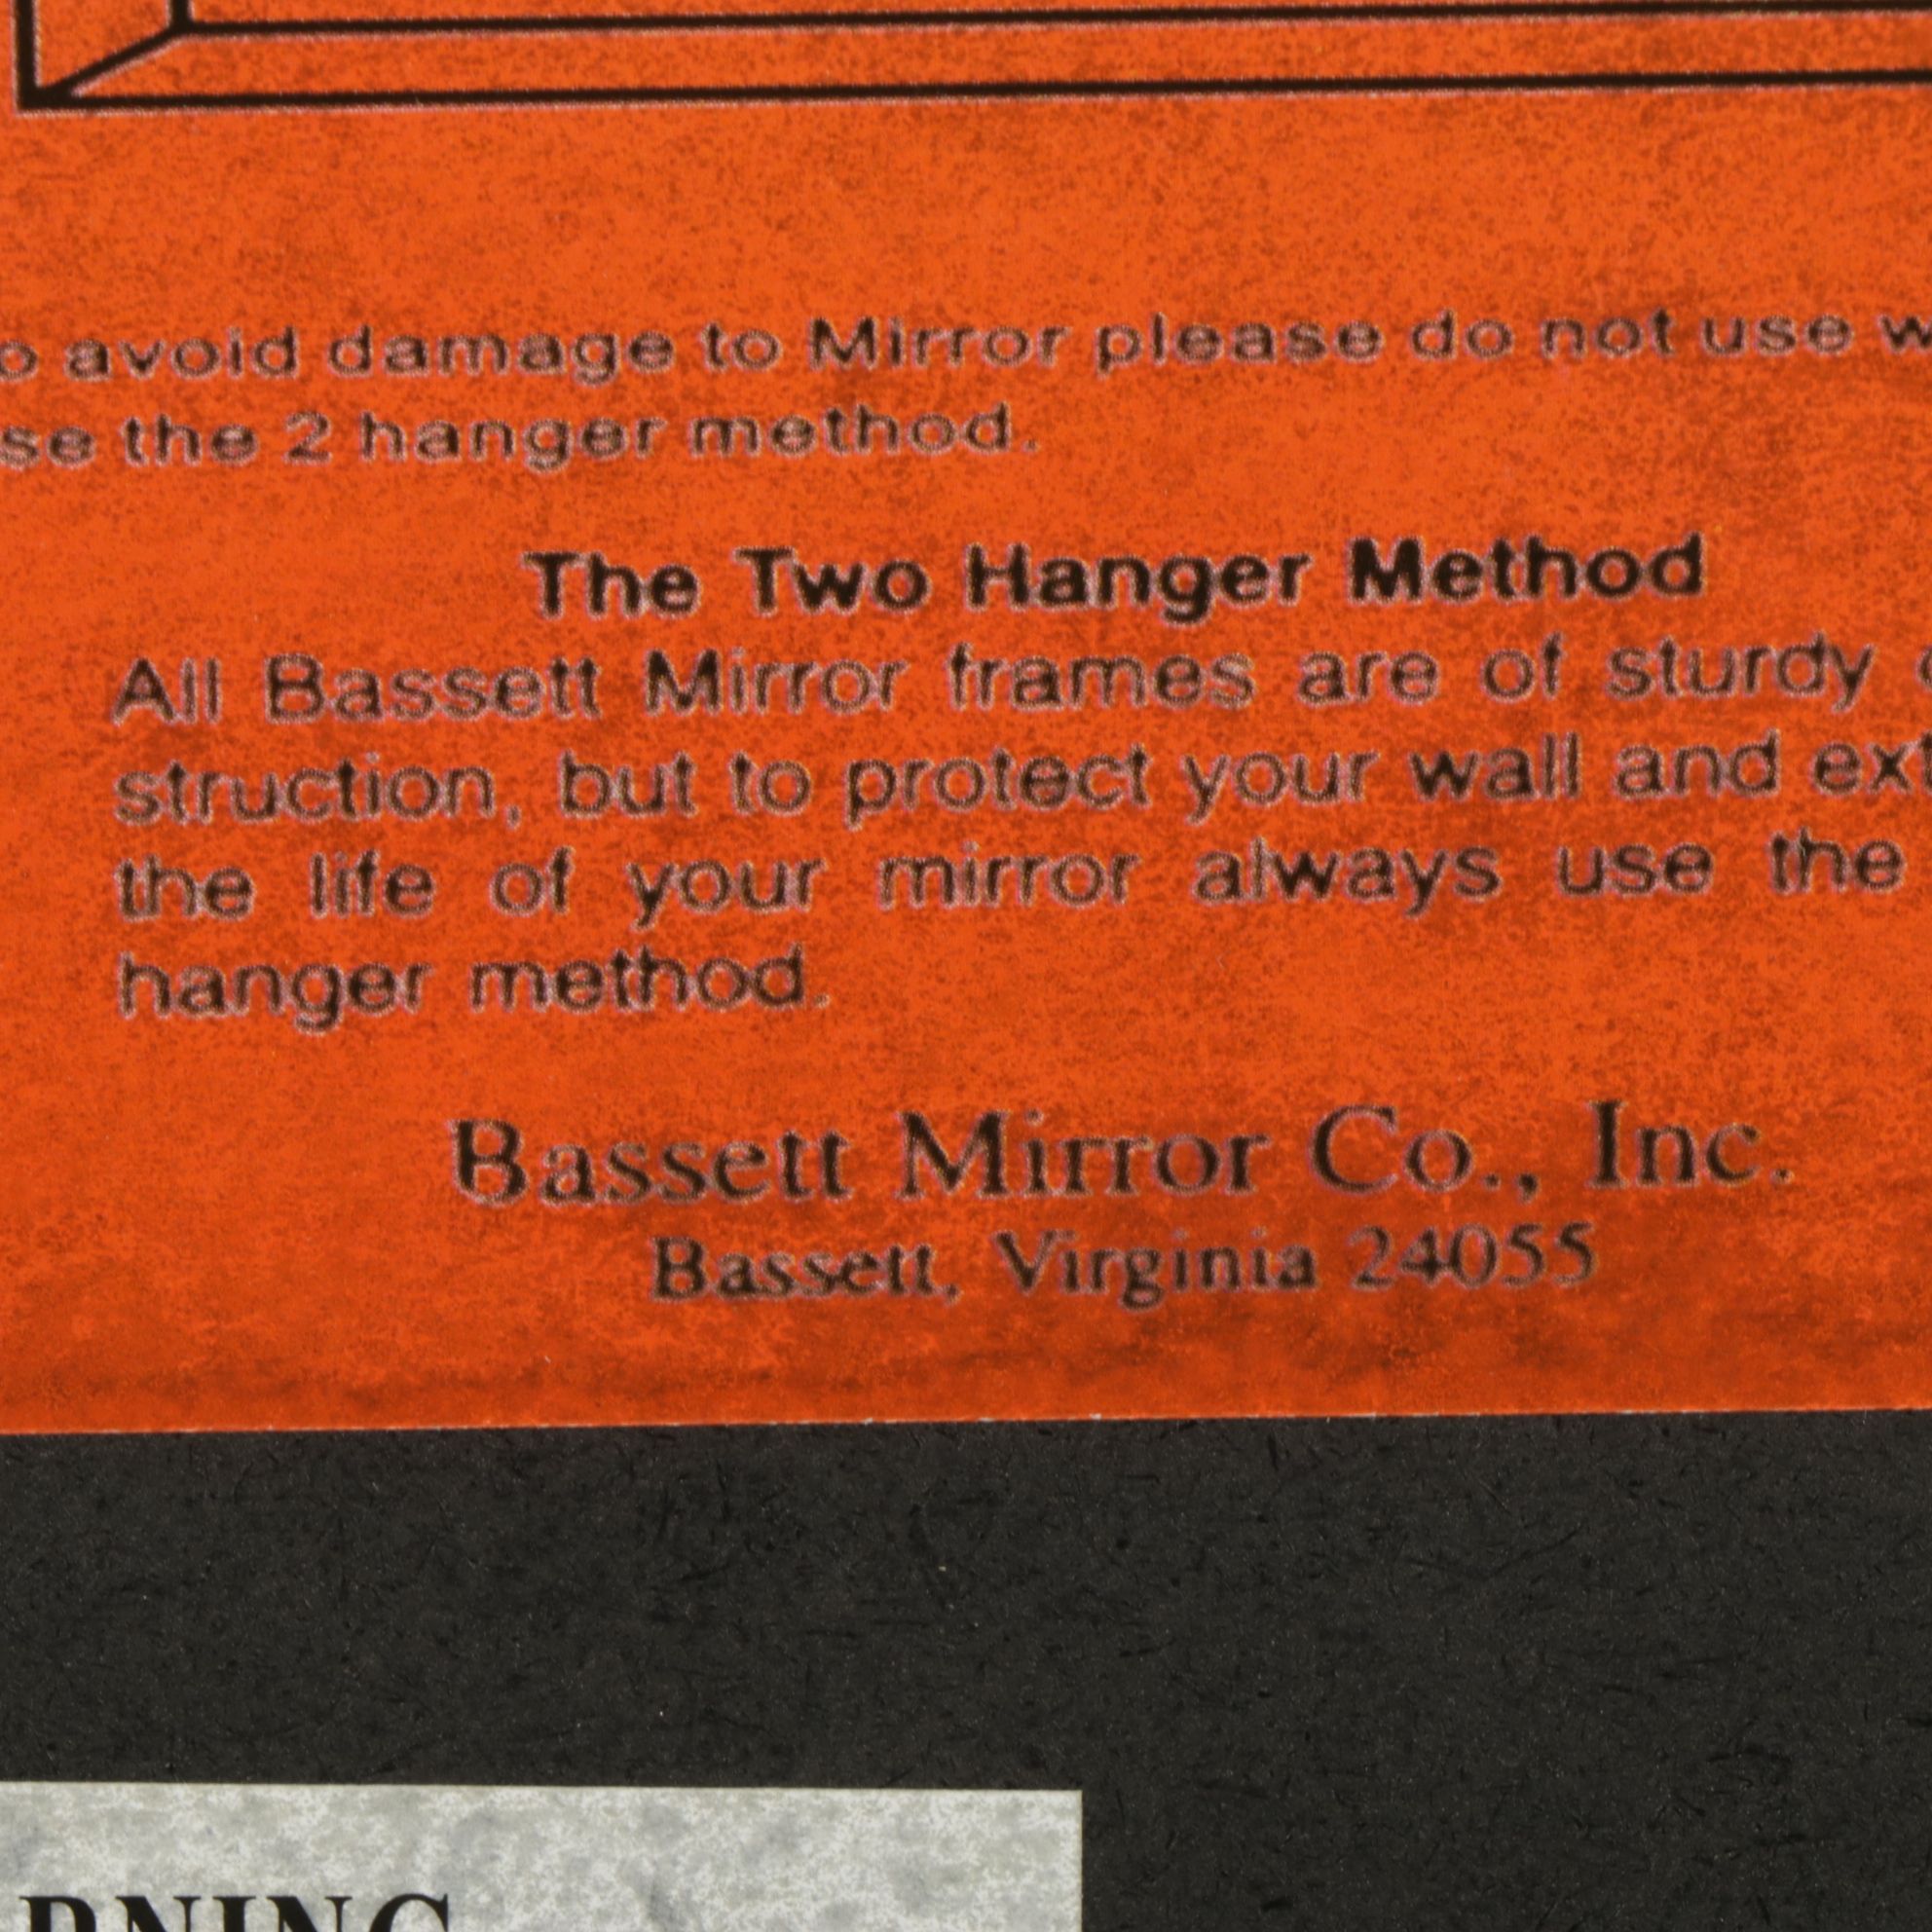 o avoid damage to Mirror please do not use w
se the 2 hanger method.
The Two Hanger Method
All Bassett Mirror frames are of sturdy
struction, but to protect your wall and ext
the life of your mirror always use the
hanger method.
Bassett Mirror Co., Inc.
Bassett, Virginia 24055
RNING